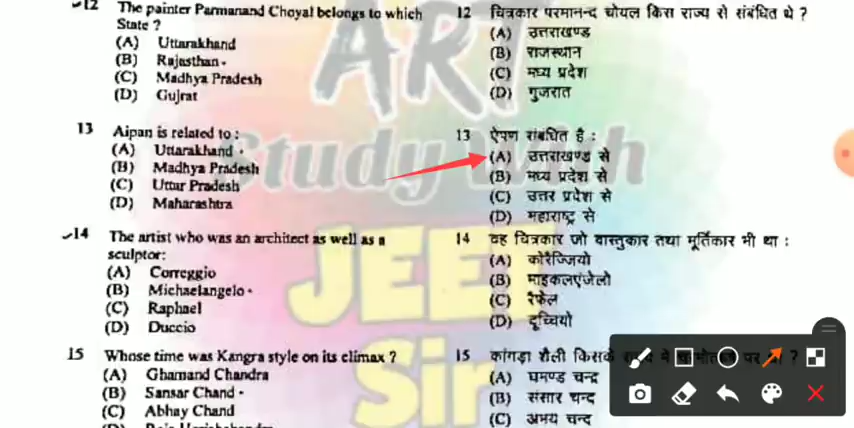 12 The painter Parmanand Choyal belongs to which
State ?
(A) Uttarakhand
(B) Rajasthan
(C) Madhya Pradesh
(D) Gujrat
13 Aipan is related to :
(A) Uttarakhand
(B) Madhya Pradesh
(C) Uttar Pradesh
(D) Maharashtra
14 The artist who was an architect as well as a
sculptor:
(A) Correggio
(B) Michaelangelo
(C) Raphael
(D) Duccio
15 Whose time was Kangra style on its climax ?
(A) Ghamand Chandra
(B) Sansar Chand
(C) Abhay Chand
12 चित्रकार परमानन्द चोयल किस राज्य से संबंधित थे ?
(A) उत्तराखण्ड
(B) राजस्थान
(C) मध्य प्रदेश
(D) गुजरात
13 ऐपण संबंधित है :
(A) उत्तराखण्ड से
(B) मध्य प्रदेश से
(C) उत्तर प्रदेश से
(D) महाराष्ट्र से
14 वह चित्रकार जो वास्तुकार तथा मूर्तिकार भी था :
(A) कोरैज्जियो
(B) माइकलएंजेलो
(C) रैफेल
(D) दूच्चियो
15 कांगड़ा शैली किसके
(A) घमण्ड चन्द्र
(B) संसार चन्द
(C) अभय चन्द
ART
Study with
JEET
Sir